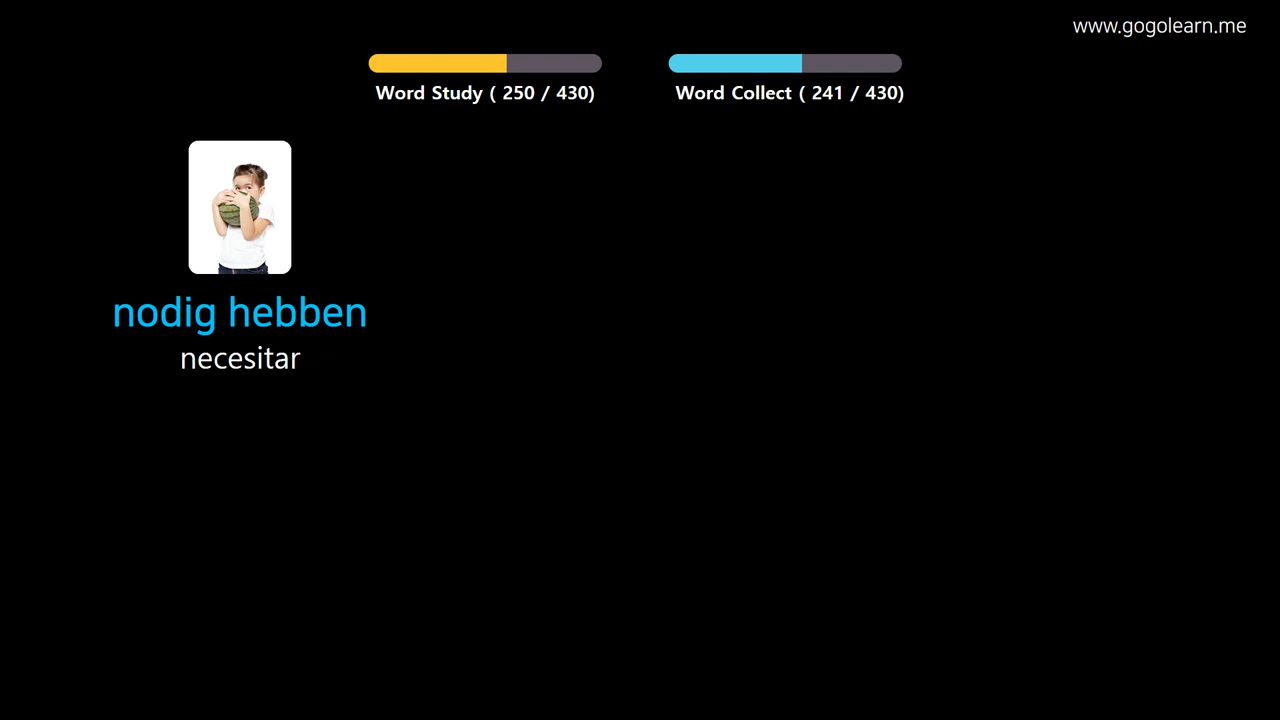 www.gogolearn.me
Word Study ( 250 / 430)
Word Collect ( 241 / 430)
nodig hebben
necesitar